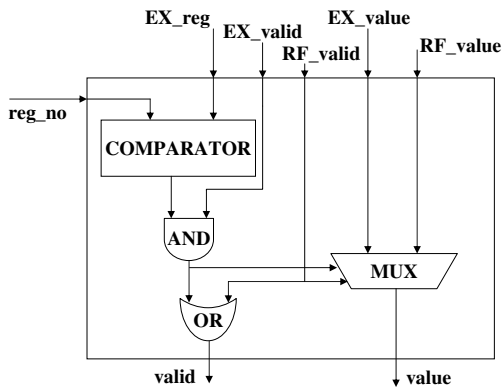 EX_reg
EX_valid
EX_value
RF_valid
RF_value
reg_no
COMPARATOR
AND
MUX
OR
valid
value